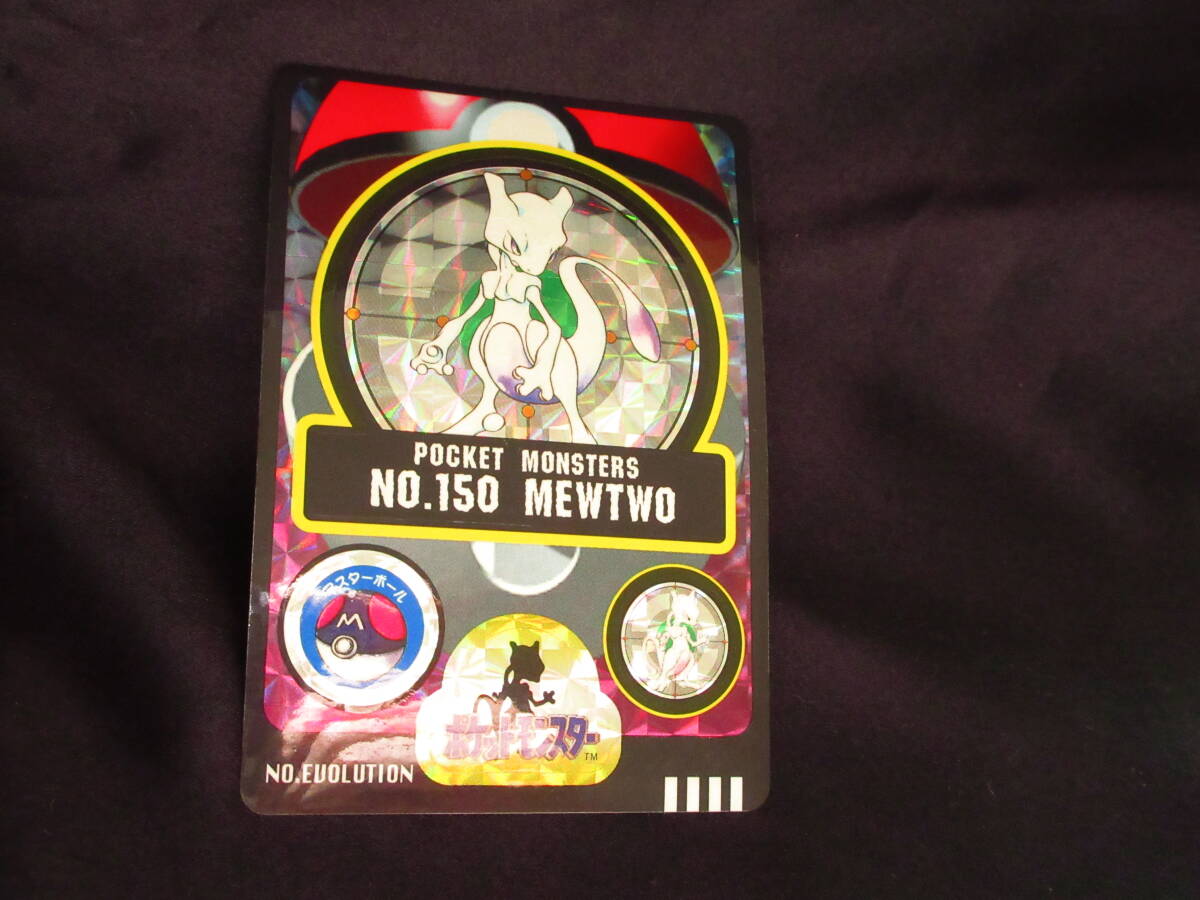 POCKET MONSTERS
NO.150 MEWTWO
マスターボール
M
ポケットモンスター
TM
NO.EVOLUTION